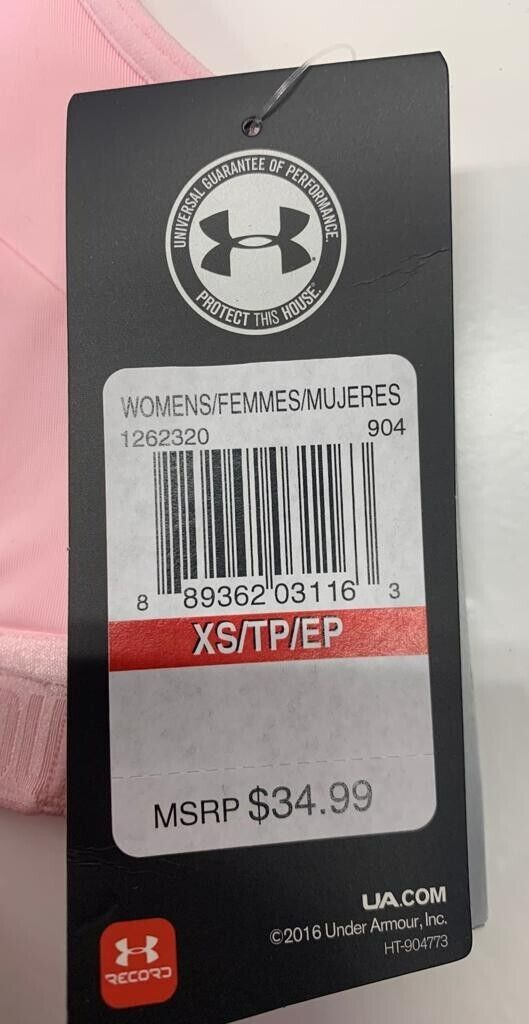 UNIVERSAL GUARANTEE OF PERFORMANCE.
PROTECT THIS HOUSE.
WOMENS/FEMMES/MUJERES
1262320 904
8 89362 03116 3
XS/TP/EP
MSRP $34.99
UA.COM
©2016 Under Armour, Inc.
HT-904773
RECORD